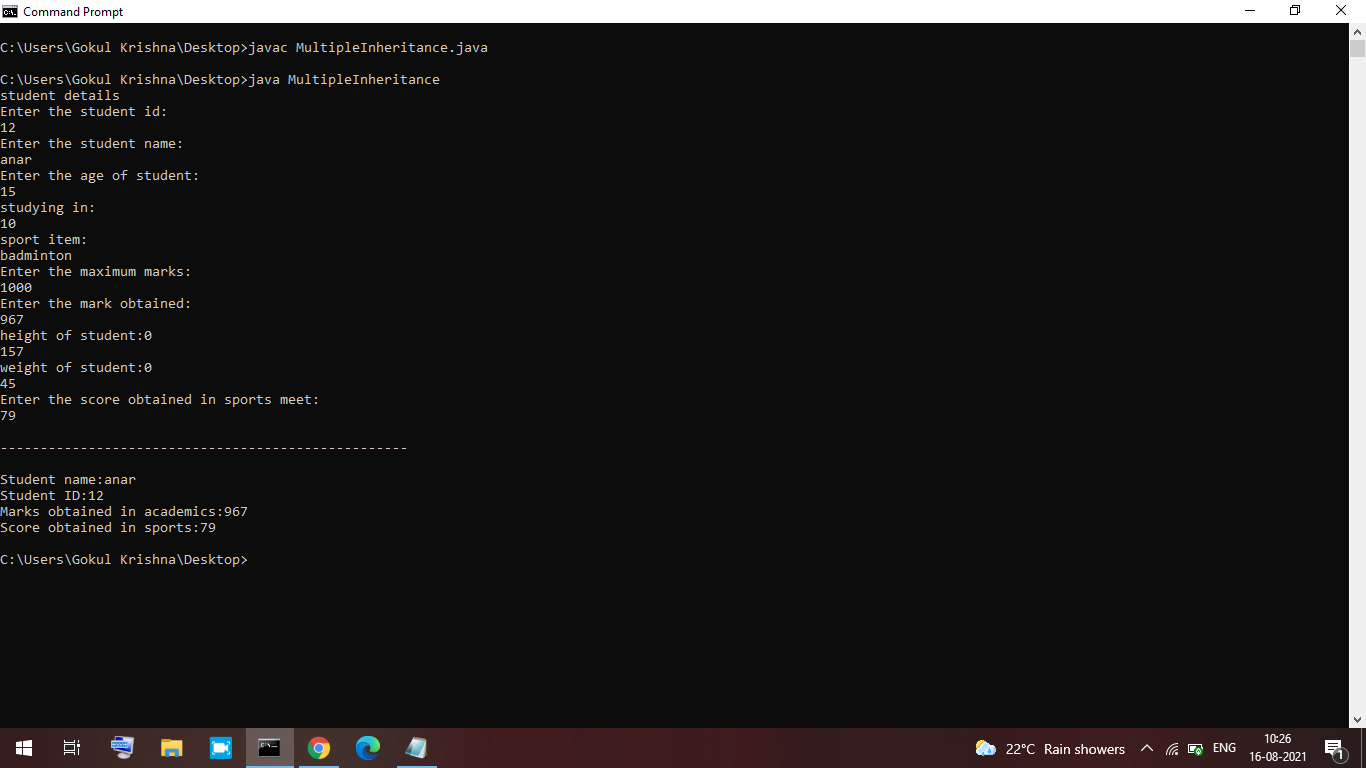 Command Prompt
C:\Users\Gokul Krishna\Desktop>javac MultipleInheritance.java
C:\Users\Gokul Krishna\Desktop>java MultipleInheritance
student details
Enter the student id:
12
Enter the student name:
anar
Enter the age of student:
15
studying in:
10
sport item:
badminton
Enter the maximum marks:
1000
Enter the mark obtained:
967
height of student:0
157
weight of student:0
45
Enter the score obtained in sports meet:
79
---------------------------------------------------
Student name:anar
Student ID:12
Marks obtained in academics:967
Score obtained in sports:79
C:\Users\Gokul Krishna\Desktop>
22°C Rain showers
ENG
10:26
16-08-2021
1